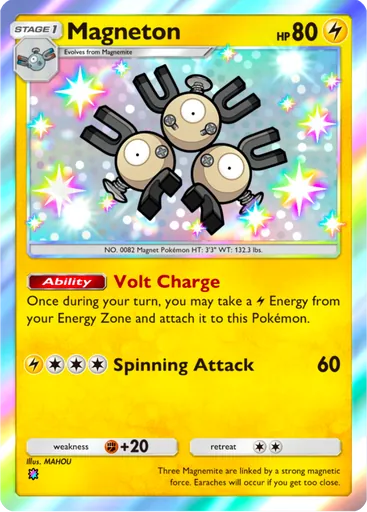 STAGE 1
Magneton
HP 80
Evolves from Magnemite
NO. 0082 Magnet Pokémon HT: 3'3" WT: 132.3 lbs.
Ability Volt Charge
Once during your turn, you may take a Energy from
your Energy Zone and attach it to this Pokémon.
Spinning Attack 60
weakness +20 retreat
Illus. MAHOU
Three Magnemite are linked by a strong magnetic
force. Earaches will occur if you get too close.